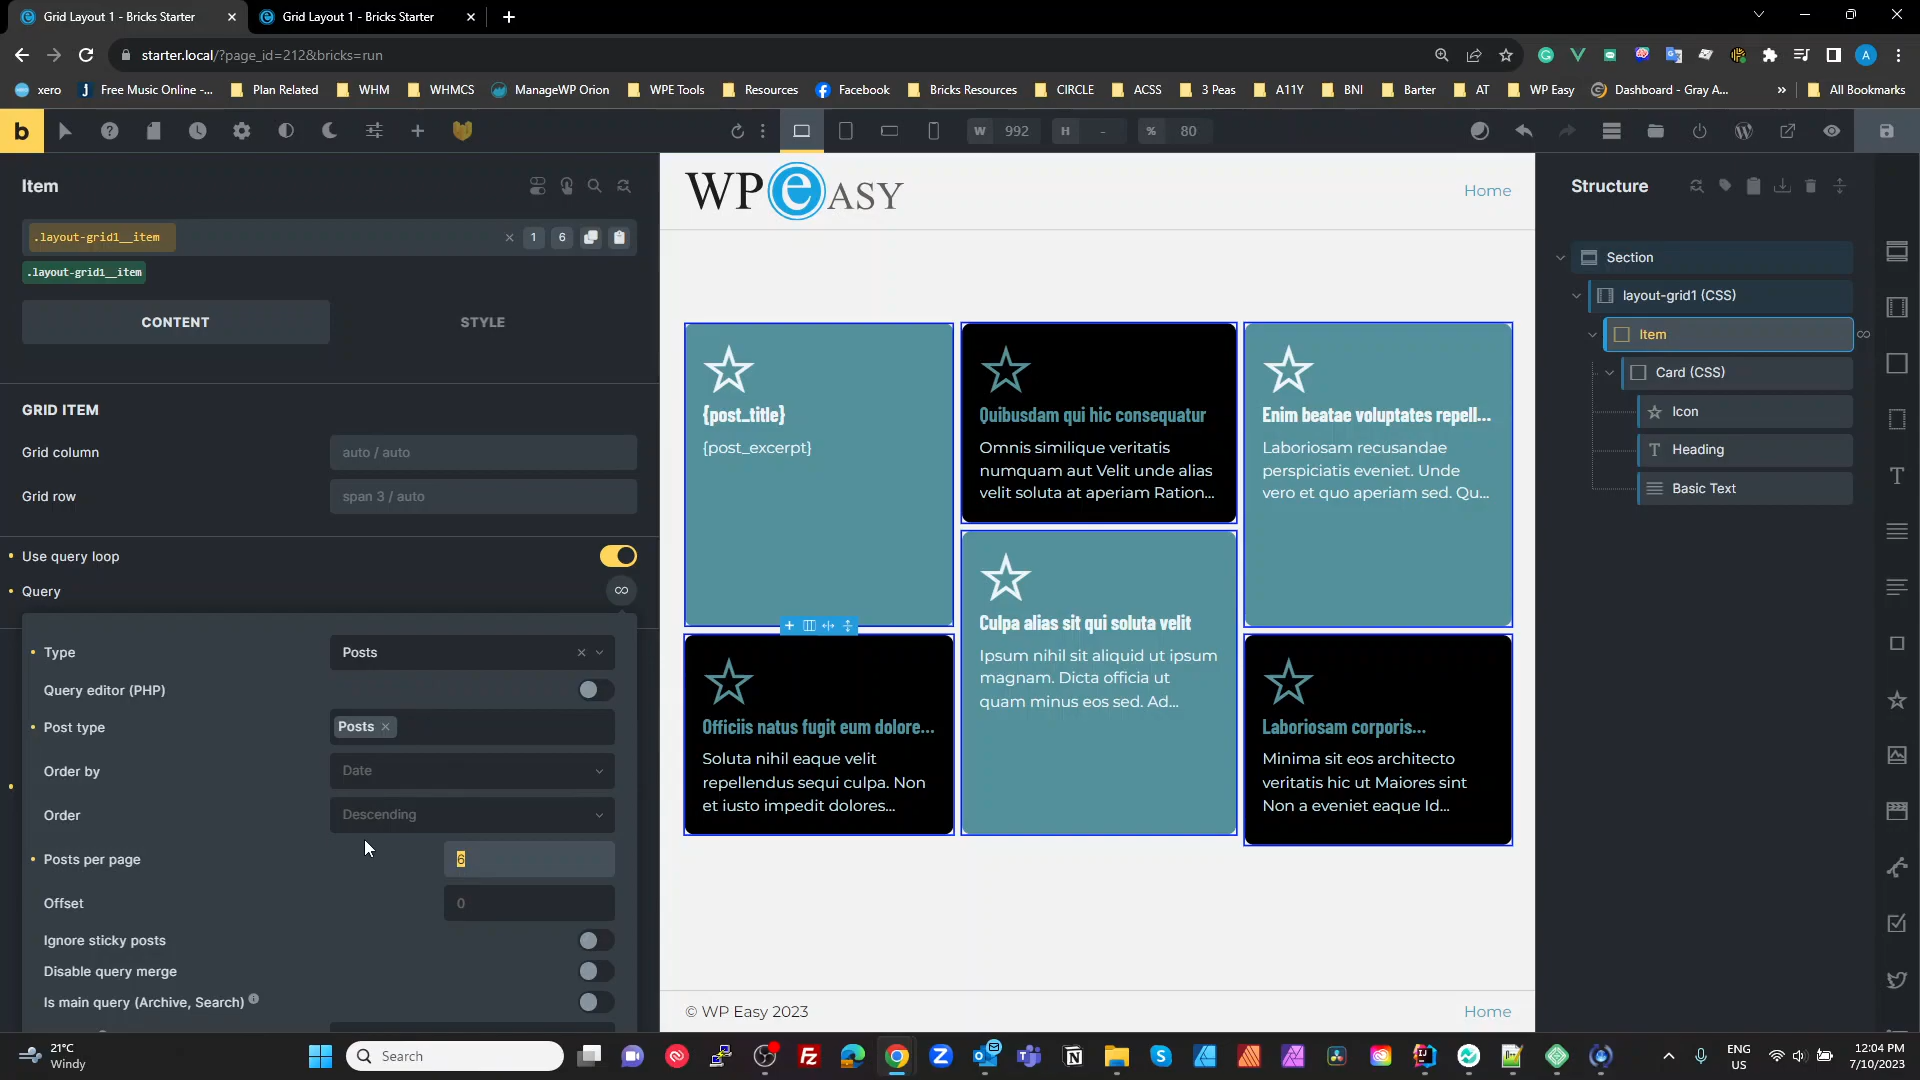 Grid Layout 1 - Bricks Starter
Grid Layout 1 - Bricks Starter
starter.local/?page_id=212&bricks=run
xero
Free Music Online -...
Plan Related
WHM
WHMCS
ManageWP Orion
WPE Tools
Resources
Facebook
Bricks Resources
CIRCLE
ACSS
3 Peas
A11Y
BNI
Barter
AT
WP Easy
Dashboard - Gray A...
»
All Bookmarks
b
W 992
H -
% 80
Item
.layout-grid1__item
1
6
.layout-grid1__item
CONTENT
STYLE
GRID ITEM
Grid column
auto / auto
Grid row
span 3 / auto
Use query loop
Query
Type
Posts
Query editor (PHP)
Post type
Posts
Order by
Date
Order
Descending
Posts per page
6
Offset
0
Ignore sticky posts
Disable query merge
Is main query (Archive, Search)
WP e EASY
Home
{post_title}
{post_excerpt}
Quibusdam qui hic consequatur
Omnis similique veritatis
numquam aut Velit unde alias
velit soluta at aperiam Ration...
Enim beatae voluptates repell...
Laboriosam recusandae
perspiciatis eveniet. Unde
vero et quo aperiam sed. Qu...
Culpa alias sit qui soluta velit
Ipsum nihil sit aliquid ut ipsum
magnam. Dicta officia ut
quam minus eos sed. Ad...
Officiis natus fugit eum dolore...
Soluta nihil eaque velit
repellendus sequi culpa. Non
et iusto impedit dolores...
Laboriosam corporis...
Minima sit eos architecto
veritatis hic ut Maiores sint
Non a eveniet eaque Id...
© WP Easy 2023
Home
Structure
Section
layout-grid1 (CSS)
Item
Card (CSS)
Icon
Heading
Basic Text
21°C
Windy
Search
ENG
US
12:04 PM
7/10/2023